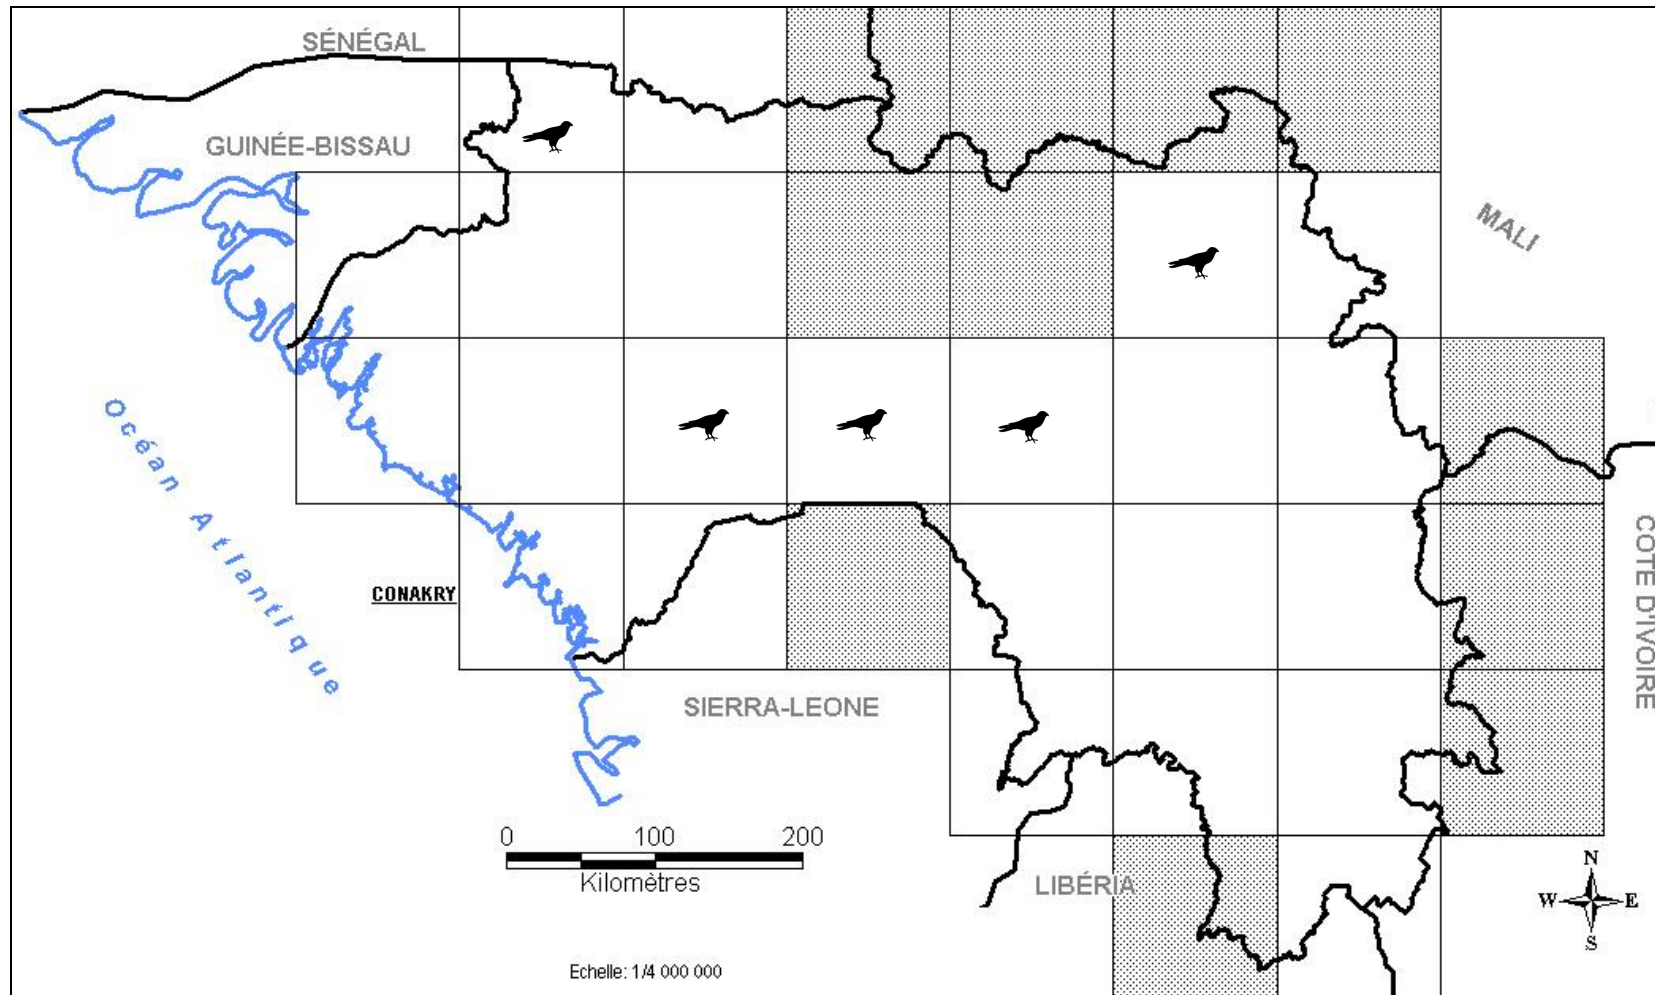 SÉNÉGAL
GUINÉE-BISSAU
MALI
Océan Atlantique
CONAKRY
COTE D'IVOIRE
SIERRA-LEONE
0 100 200
Kilomètres
LIBÉRIA
N
W E
S
Echelle: 1/4 000 000